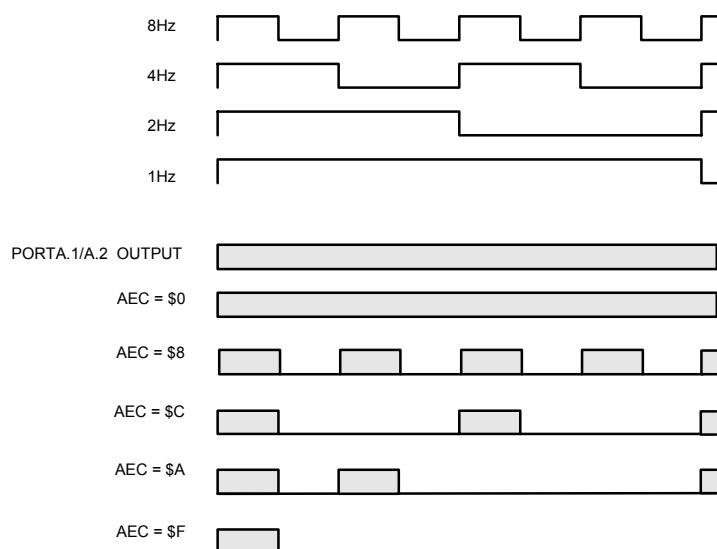 8Hz
4Hz
2Hz
1Hz
PORTA.1/A.2 OUTPUT
AEC = $0
AEC = $8
AEC = $C
AEC = $A
AEC = $F